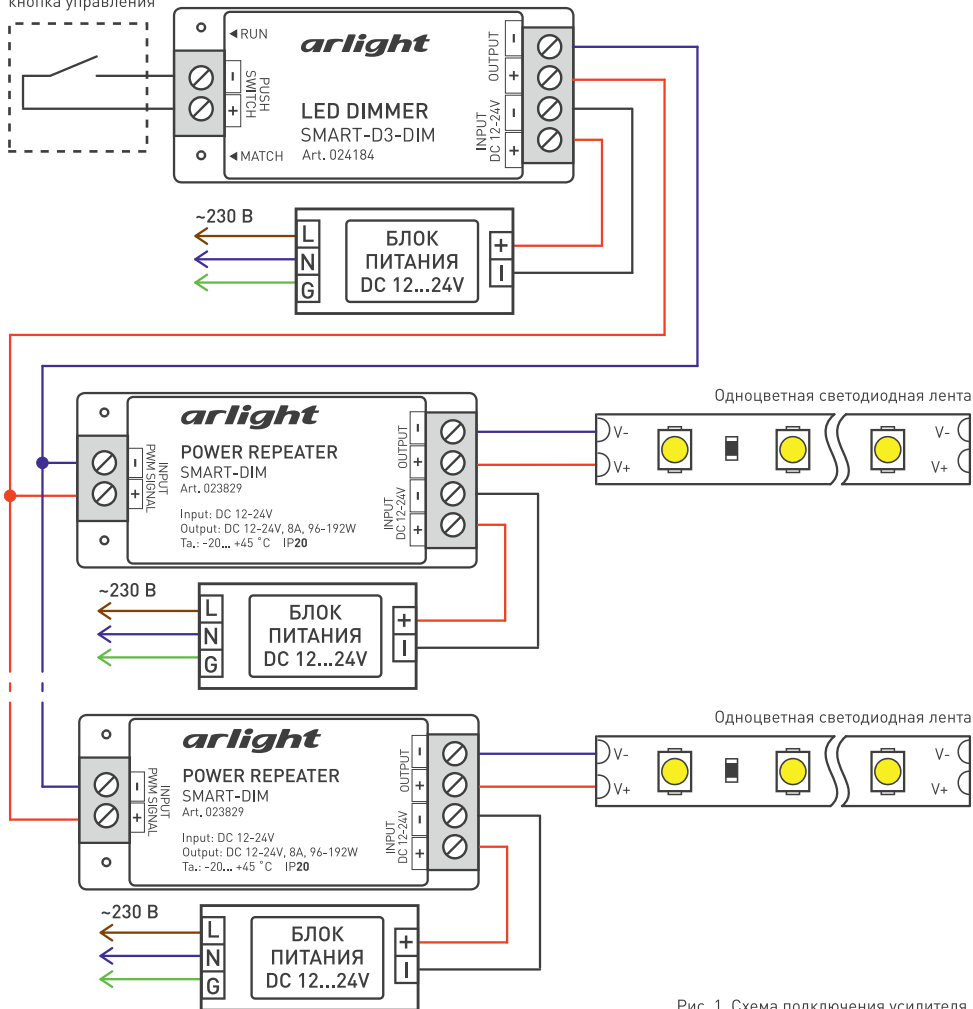 кнопка управления
◄RUN
arlight
LED DIMMER
SMART-D3-DIM
Art. 024184
◄MATCH
-
+
PUSH
SWITCH
OUTPUT
-
+
INPUT
DC 12-24V
-
+
~230 В
L
N
G
БЛОК
ПИТАНИЯ
DC 12...24V
+
-
arlight
POWER REPEATER
SMART-DIM
Art. 023829
Input: DC 12-24V
Output: DC 12-24V, 8A, 96-192W
Ta.: -20... +45 °C IP20
-
+
INPUT
PWM SIGNAL
OUTPUT
-
+
INPUT
DC 12-24V
-
+
Одноцветная светодиодная лента
V-
V+
V-
V+
~230 В
L
N
G
БЛОК
ПИТАНИЯ
DC 12...24V
+
-
arlight
POWER REPEATER
SMART-DIM
Art. 023829
Input: DC 12-24V
Output: DC 12-24V, 8A, 96-192W
Ta.: -20... +45 °C IP20
-
+
INPUT
PWM SIGNAL
OUTPUT
-
+
INPUT
DC 12-24V
-
+
Одноцветная светодиодная лента
V-
V+
V-
V+
~230 В
L
N
G
БЛОК
ПИТАНИЯ
DC 12...24V
+
-
Рис. 1. Схема подключения усилителя